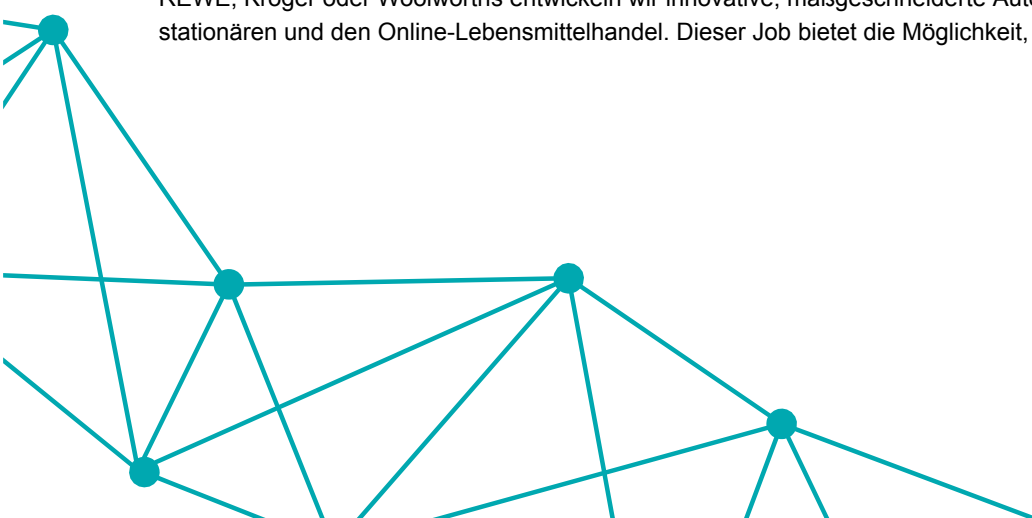 REWE, Kroger oder Woolworths entwickeln wir innovative, maßgeschneiderte
stationären und den Online-Lebensmittelhandel. Dieser Job bietet die Möglichkeit,